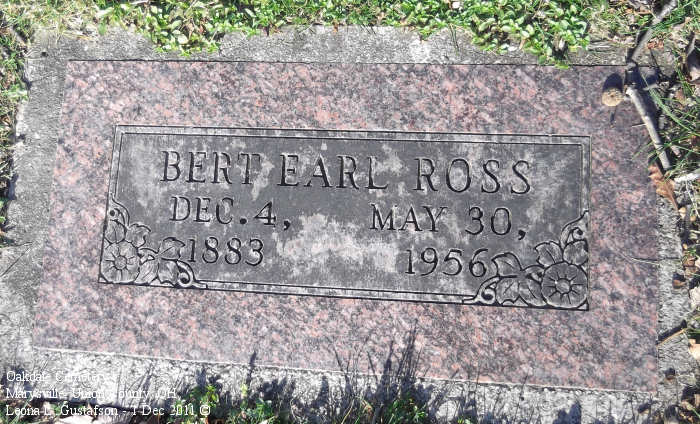 BERT EARL ROSS
DEC. 4, MAY 30,
1883 1956
Oakdale Cemetery
Marysville, Union County, OH
Leona L. Gustafson - 1 Dec 2011 ©